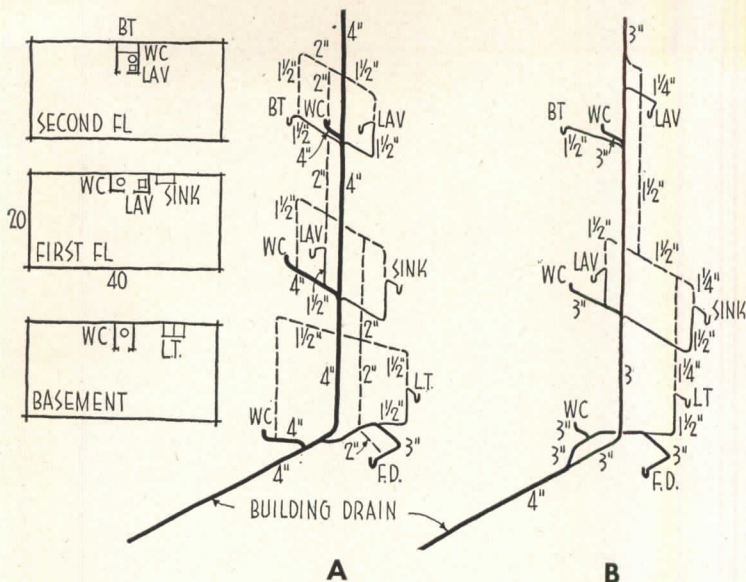 BT
WC
LAV
SECOND FL
WC
LAV
SINK
20
FIRST FL
40
WC
L.T.
BASEMENT
4"
2"
1½"
2"
1½"
BT
WC
LAV
1½"
4"
1½"
2"
4"
1½"
WC
LAV
SINK
4"
1½"
2"
1½"
4"
2"
1½"
L.T.
WC
4"
1½"
2"
3"
F.D.
4"
BUILDING DRAIN
A
3"
1¼"
LAV
BT
WC
1½"
3"
1½"
1½"
1½"
1¼"
LAV
WC
SINK
3"
1½"
3
1¼"
LT
WC
3"
1½"
3"
3"
3"
F.D.
4"
B